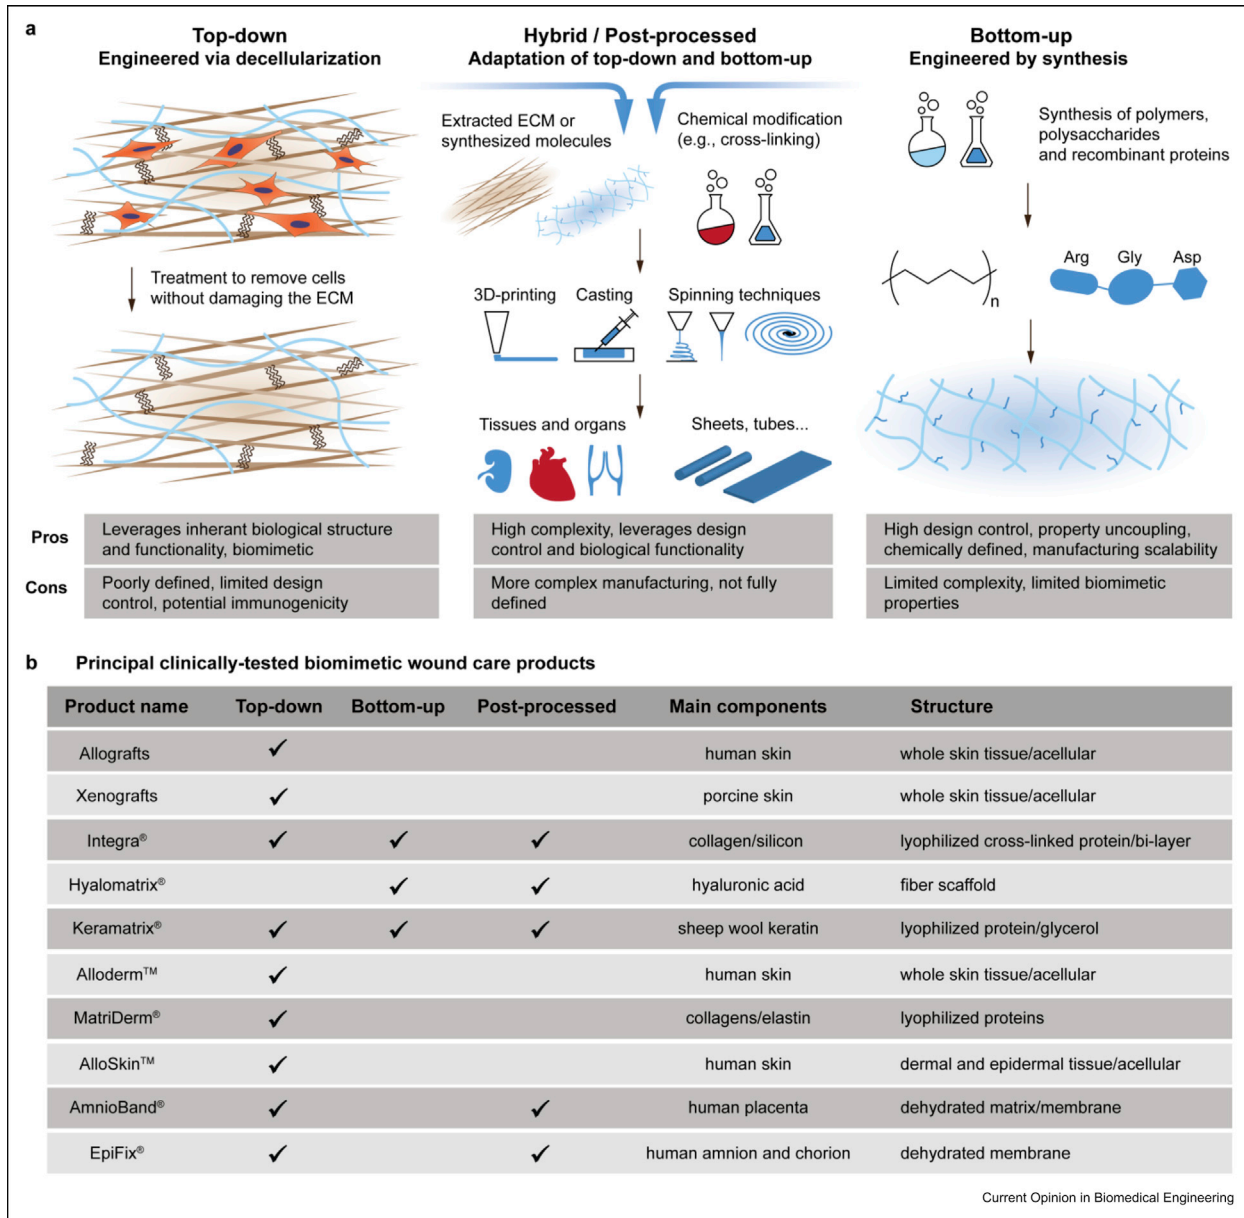 a
Top-down
Engineered via decellularization
Hybrid / Post-processed
Adaptation of top-down and bottom-up
Bottom-up
Engineered by synthesis
Extracted ECM or
synthesized molecules
Chemical modification
(e.g., cross-linking)
Synthesis of polymers,
polysaccharides
and recombinant proteins
Treatment to remove cells
without damaging the ECM
3D-printing
Casting
Spinning techniques
n
Arg
Gly
Asp
Tissues and organs
Sheets, tubes...
Pros
Leverages inherant biological structure
and functionality, biomimetic
High complexity, leverages design
control and biological functionality
High design control, property uncoupling,
chemically defined, manufacturing scalability
Cons
Poorly defined, limited design
control, potential immunogenicity
More complex manufacturing, not fully
defined
Limited complexity, limited biomimetic
properties
b Principal clinically-tested biomimetic wound care products
Product name Top-down Bottom-up Post-processed Main components Structure
Allografts ✓ human skin whole skin tissue/acellular
Xenografts ✓ porcine skin whole skin tissue/acellular
Integra® ✓ ✓ ✓ collagen/silicon lyophilized cross-linked protein/bi-layer
Hyalomatrix® ✓ ✓ hyaluronic acid fiber scaffold
Keramatrix® ✓ ✓ ✓ sheep wool keratin lyophilized protein/glycerol
Alloderm™ ✓ human skin whole skin tissue/acellular
MatriDerm® ✓ collagens/elastin lyophilized proteins
AlloSkin™ ✓ human skin dermal and epidermal tissue/acellular
AmnioBand® ✓ ✓ human placenta dehydrated matrix/membrane
EpiFix® ✓ ✓ human amnion and chorion dehydrated membrane
Current Opinion in Biomedical Engineering